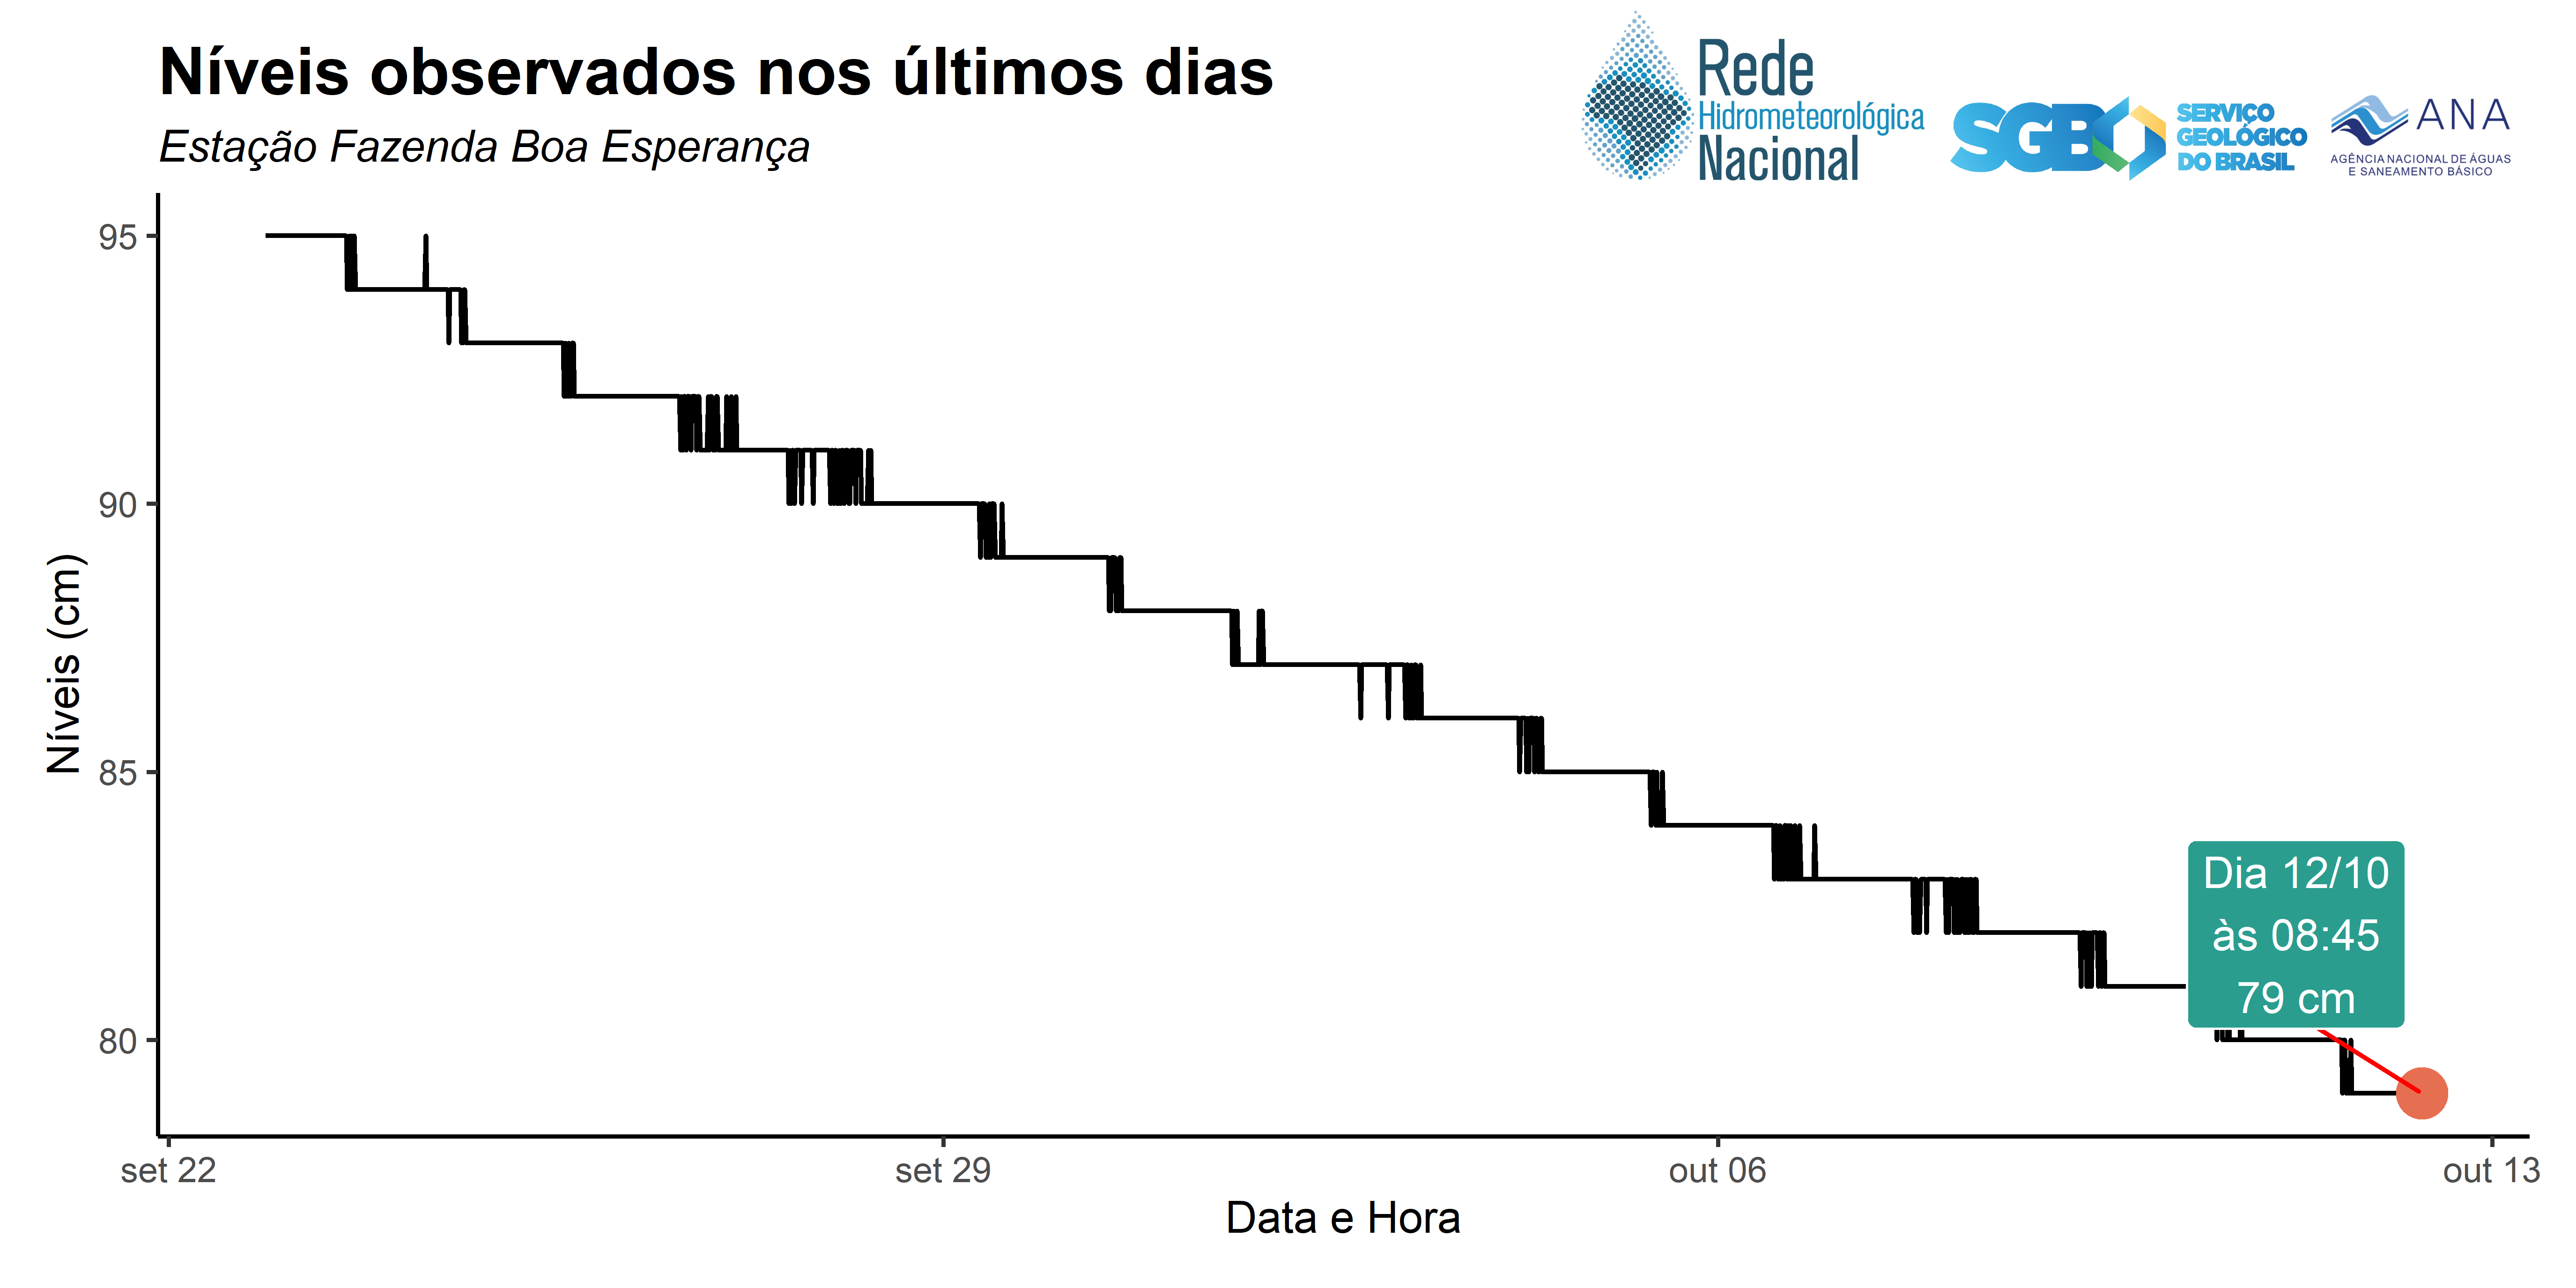 Níveis observados nos últimos dias
Estação Fazenda Boa Esperança
Rede
Hidrometeorológica
Nacional
SGB
SERVIÇO
GEOLÓGICO
DO BRASIL
ANA
AGÊNCIA NACIONAL DE ÁGUAS
E SANEAMENTO BÁSICO
Níveis (cm)
95
90
85
80
Dia 12/10
às 08:45
79 cm
set 22
set 29
out 06
out 13
Data e Hora